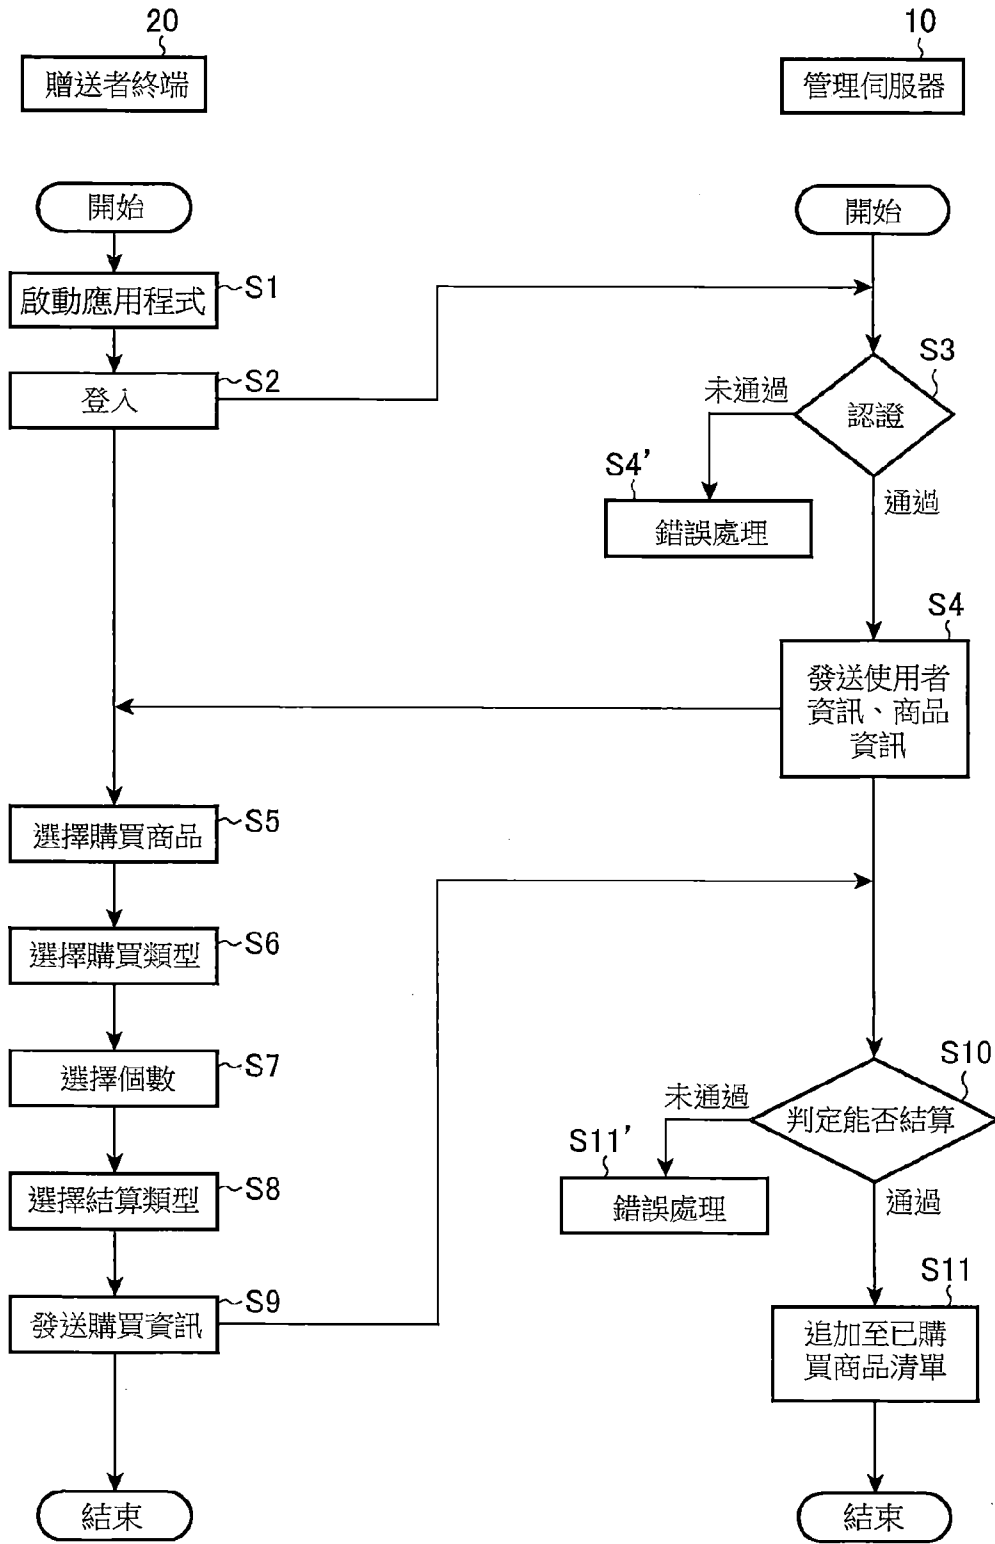 20
10
贈送者終端
管理伺服器
開始
開始
啟動應用程式
S1
登入
S2
S3
認證
未通過
S4'
錯誤處理
通過
S4
發送使用者
資訊、商品
資訊
選擇購買商品
S5
選擇購買類型
S6
選擇個數
S7
S10
判定能否結算
未通過
S11'
錯誤處理
選擇結算類型
S8
通過
S11
發送購買資訊
S9
追加至已購
買商品清單
結束
結束